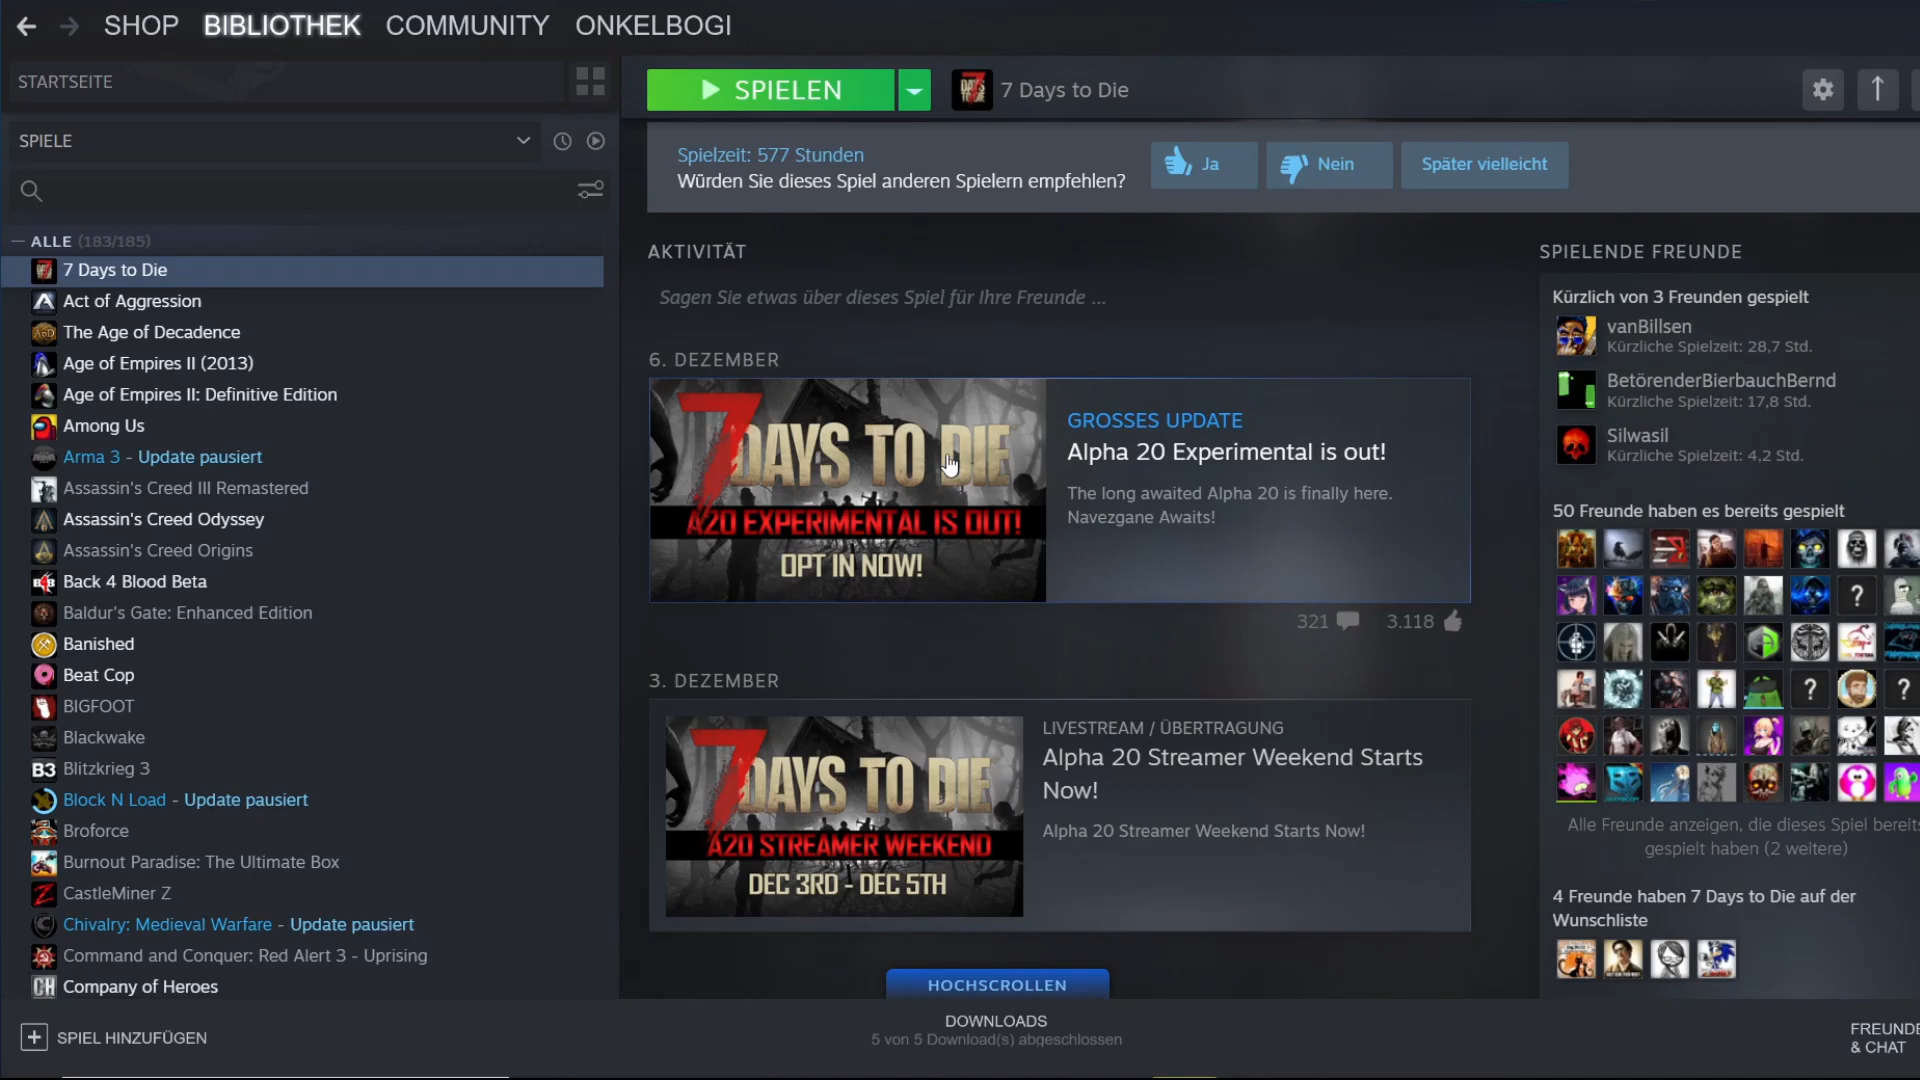 SHOP BIBLIOTHEK COMMUNITY ONKELBOGI
STARTSEITE
SPIELE
ALLE (183/185)
7 Days to Die
Act of Aggression
The Age of Decadence
Age of Empires II (2013)
Age of Empires II: Definitive Edition
Among Us
Arma 3 - Update pausiert
Assassin's Creed III Remastered
Assassin's Creed Odyssey
Assassin's Creed Origins
Back 4 Blood Beta
Baldur's Gate: Enhanced Edition
Banished
Beat Cop
BIGFOOT
Blackwake
Blitzkrieg 3
Block N Load - Update pausiert
Broforce
Burnout Paradise: The Ultimate Box
CastleMiner Z
Chivalry: Medieval Warfare - Update pausiert
Command and Conquer: Red Alert 3 - Uprising
Company of Heroes
SPIELEN
7 Days to Die
Spielzeit: 577 Stunden
Würden Sie dieses Spiel anderen Spielern empfehlen?
Ja
Nein
Später vielleicht
AKTIVITÄT
Sagen Sie etwas über dieses Spiel für Ihre Freunde ...
6. DEZEMBER
7 DAYS TO DIE
A20 EXPERIMENTAL IS OUT!
OPT IN NOW!
GROSSES UPDATE
Alpha 20 Experimental is out!
The long awaited Alpha 20 is finally here.
Navezgane Awaits!
321
3.118
3. DEZEMBER
7 DAYS TO DIE
A20 STREAMER WEEKEND
DEC 3RD - DEC 5TH
LIVESTREAM / ÜBERTRAGUNG
Alpha 20 Streamer Weekend Starts
Now!
Alpha 20 Streamer Weekend Starts Now!
HOCHSCROLLEN
SPIELENDE FREUNDE
Kürzlich von 3 Freunden gespielt
vanBillsen
Kürzliche Spielzeit: 28,7 Std.
BetörenderBierbauchBernd
Kürzliche Spielzeit: 17,8 Std.
Silwasil
Kürzliche Spielzeit: 4,2 Std.
50 Freunde haben es bereits gespielt
Alle Freunde anzeigen, die dieses Spiel bereits
gespielt haben (2 weitere)
4 Freunde haben 7 Days to Die auf der
Wunschliste
SPIEL HINZUFÜGEN
DOWNLOADS
5 von 5 Download(s) abgeschlossen
FREUNDE
& CHAT